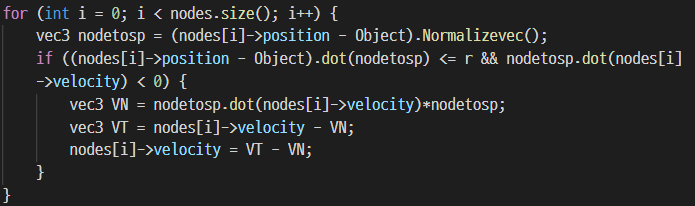 for (int i = 0; i < nodes.size(); i++) {
vec3 nodetosp = (nodes[i]->position - Object).Normalizevec();
if ((nodes[i]->position - Object).dot(nodetosp) <= r && nodetosp.dot(nodes[i]
->velocity) < 0) {
vec3 VN = nodetosp.dot(nodes[i]->velocity)*nodetosp;
vec3 VT = nodes[i]->velocity - VN;
nodes[i]->velocity = VT - VN;
}
}